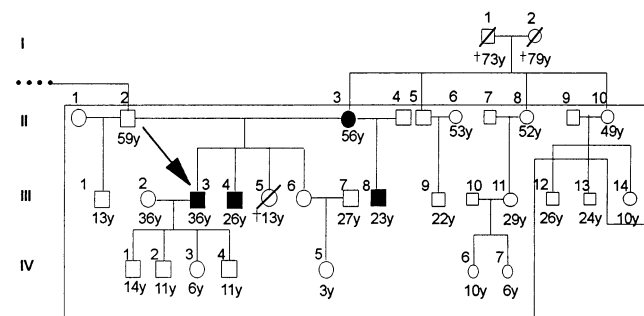 I
1 2
†73y †79y
II
1 2 3 4 5 6 7 8 9 10
59y 56y 53y 52y 49y
III
1 2 3 4 5 6 7 8 9 10 11 12 13 14
13y 36y 36y 26y †13y 27y 23y 22y 29y 26y 24y 10y
IV
1 2 3 4 5 6 7
14y 11y 6y 11y 3y 10y 6y